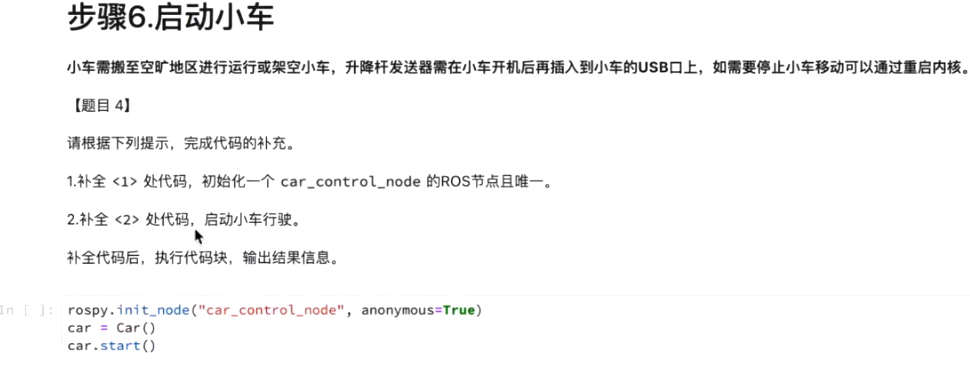 步骤6.启动小车
小车需搬至空旷地区进行运行或架空小车，升降杆发送器需在小车开机后再插入到小车的USB口上，如需要停止小车移动可以通过重启内核。
【题目 4】
请根据下列提示，完成代码的补充。
1.补全 <1> 处代码，初始化一个 car_control_node 的ROS节点且唯一。
2.补全 <2> 处代码，启动小车行驶。
补全代码后，执行代码块，输出结果信息。
In [ ]: rospy.init_node("car_control_node", anonymous=True)
car = Car()
car.start()